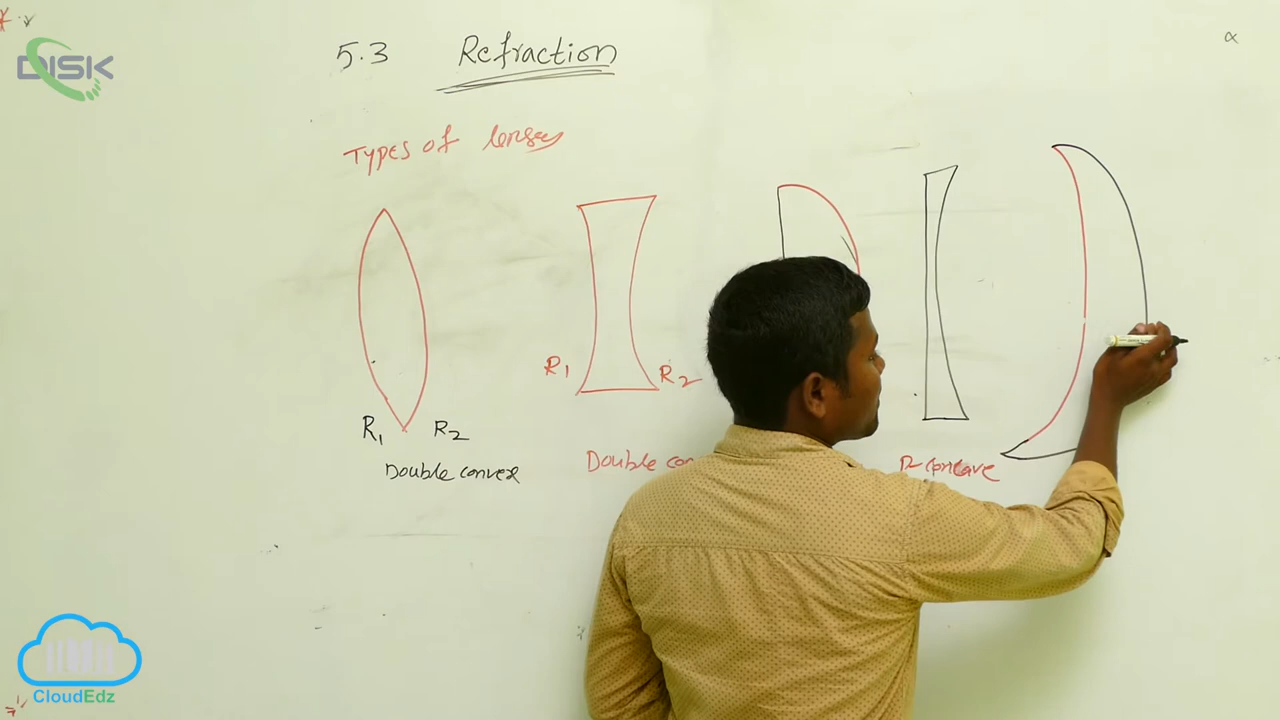 DISK
5.3 Refraction
Types of lenses
R1 R2
Double convex
R1 R2
Double
concave
α
CloudEdz